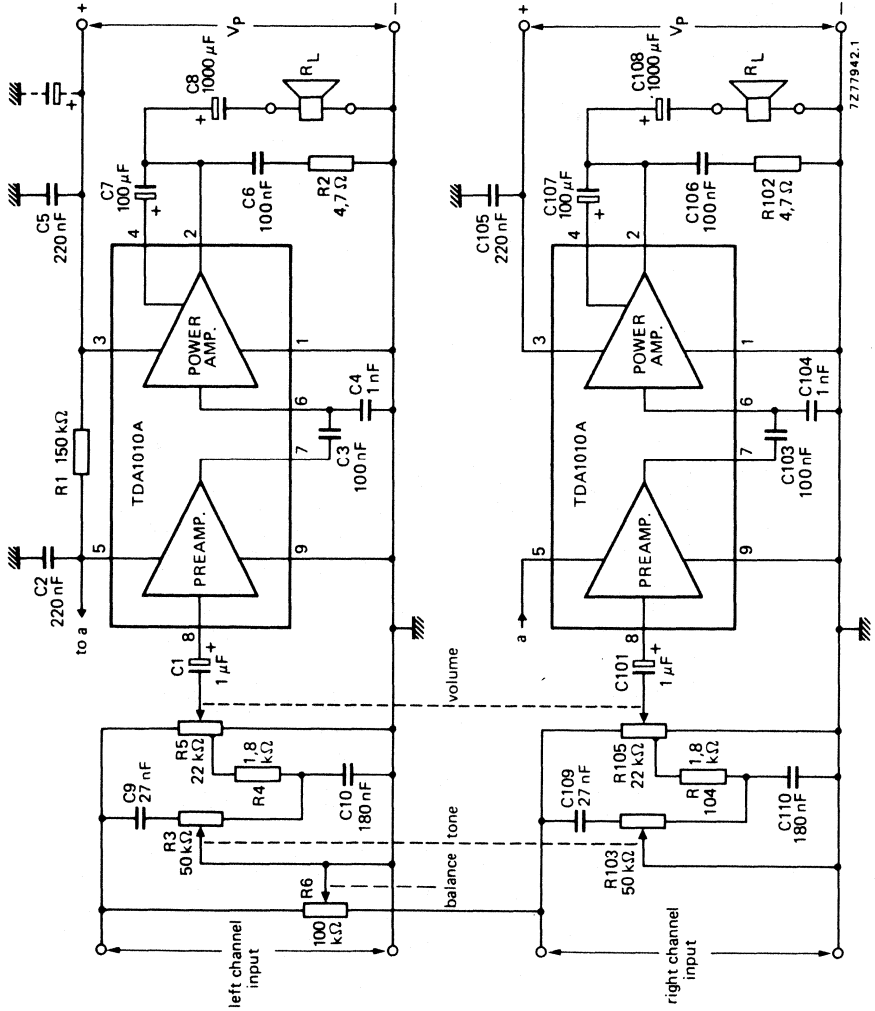 +
VP
−
C8
1000 μF
+
RL
+
C5
220 nF
C7
100 μF
+
C6
100 nF
R2
4,7 Ω
4
2
3
POWER
AMP.
1
R1 150 kΩ
TDA1010A
6
C4
1 nF
7
C3
100 nF
C2
220 nF
5
PREAMP.
9
to a
8
C1
+
1 μF
volume
R5
22 kΩ
1,8
kΩ
R4
C9
27 nF
C10
180 nF
R3
50 kΩ
tone
R6
100
kΩ
balance
left channel
input
+
VP
−
7Z77942.1
C108
1000 μF
+
RL
C105
220 nF
C107
100 μF
+
C106
100 nF
R102
4,7 Ω
4
2
3
POWER
AMP.
1
TDA1010A
6
C104
1 nF
7
C103
100 nF
5
PREAMP.
9
a
8
C101
+
1 μF
R105
22 kΩ
1,8
kΩ
R
104
C109
27 nF
C110
180 nF
R103
50 kΩ
right channel
input